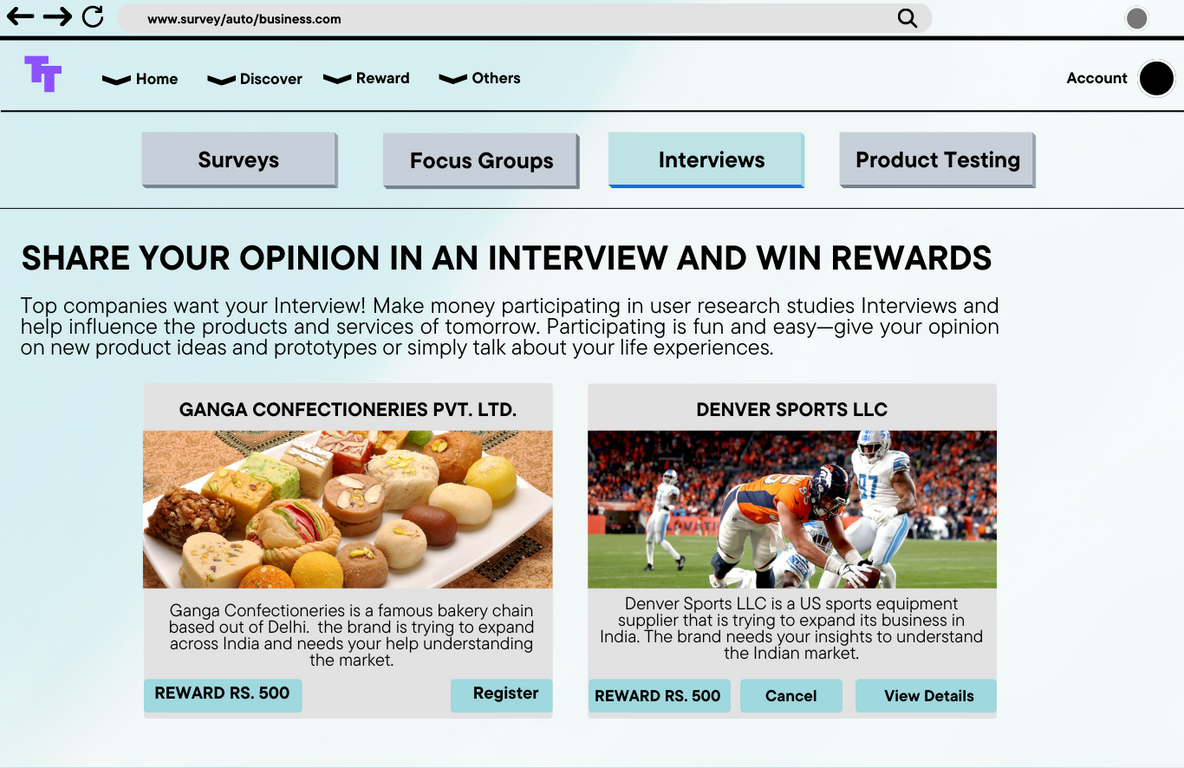 www.survey/auto/business.com
TT
Home
Discover
Reward
Others
Account
Surveys
Focus Groups
Interviews
Product Testing
SHARE YOUR OPINION IN AN INTERVIEW AND WIN REWARDS
Top companies want your Interview! Make money participating in user research studies Interviews and
help influence the products and services of tomorrow. Participating is fun and easy—give your opinion
on new product ideas and prototypes or simply talk about your life experiences.
GANGA CONFECTIONERIES PVT. LTD.
Ganga Confectioneries is a famous bakery chain
based out of Delhi.  the brand is trying to expand
across India and needs your help understanding
the market.
REWARD RS. 500
Register
DENVER SPORTS LLC
97
Denver Sports LLC is a US sports equipment
supplier that is trying to expand its business in
India. The brand needs your insights to understand
the Indian market.
REWARD RS. 500
Cancel
View Details